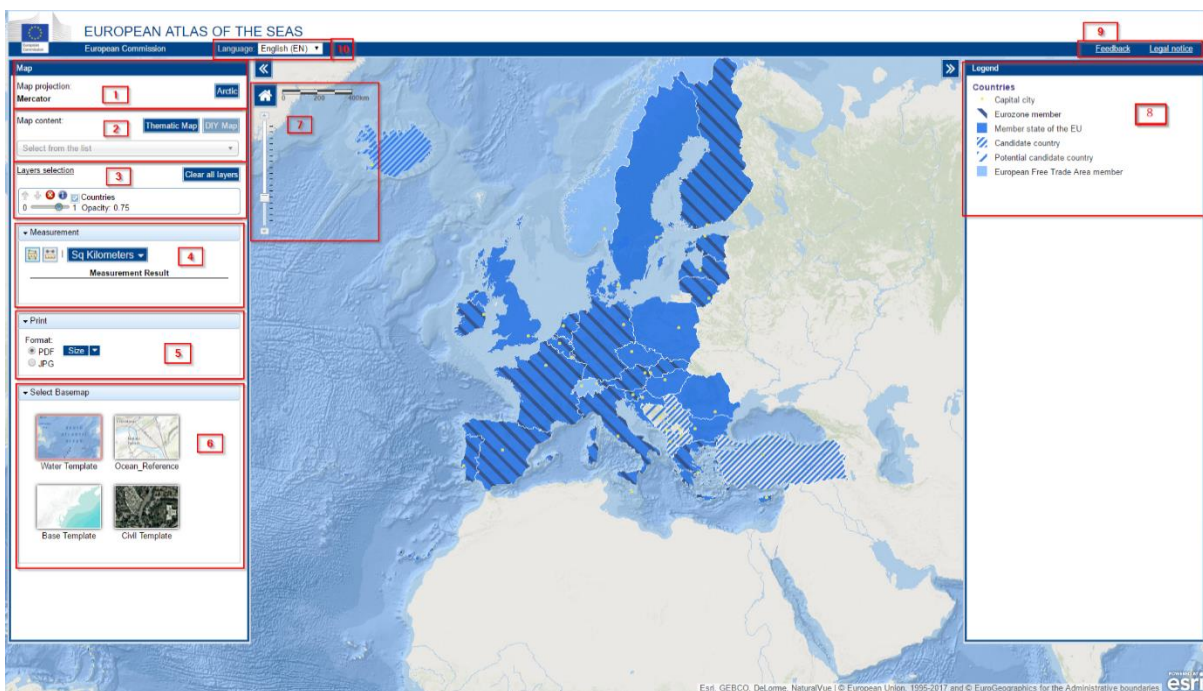 EUROPEAN ATLAS OF THE SEAS
European Commission
Language: English (EN)
10
9
Feedback
Legal notice
Map
Map projection:
Mercator
1
Arctic
Map content:
2
Thematic Map
DIY Map
Select from the list
Layers selection
3
Clear all layers
Countries
0
1
Opacity: 0.75
Measurement
Sq Kilometers
4
Measurement Result
Print
Format:
PDF
JPG
Size
5
Select Basemap
6
Water Template
Ocean_Reference
Base Template
Civil Template
0 200 400km
7
Legend
Countries
8
Capital city
Eurozone member
Member state of the EU
Candidate country
Potential candidate country
European Free Trade Area member
Esri, GEBCO, DeLorme, NaturalVue | © European Union, 1995-2017 and © EuroGeographics for the Administrative boundaries
POWERED BY
esri